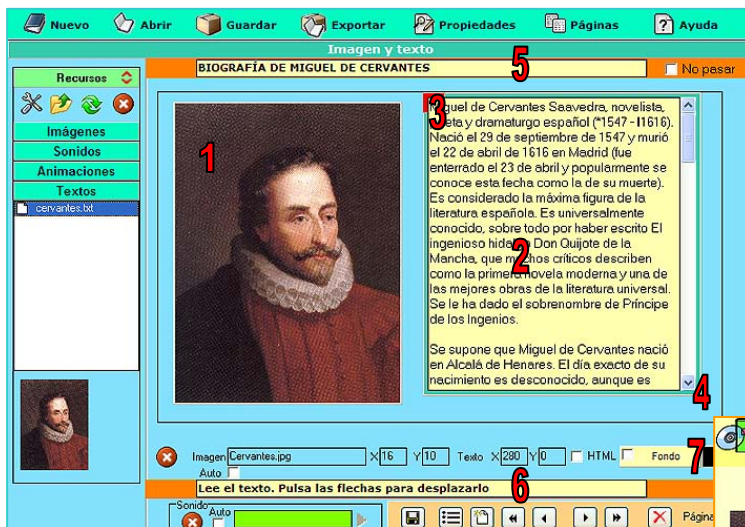 Nuevo Abrir Guardar Exportar Propiedades Páginas Ayuda
Imagen y texto
BIOGRAFÍA DE MIGUEL DE CERVANTES 5 No pasar
Recursos
Imágenes
Sonidos
Animaciones
Textos
cervantes.txt
1
3
Miguel de Cervantes Saavedra, novelista,
poeta y dramaturgo español (*1547 - †1616).
Nació el 29 de septiembre de 1547 y murió
el 22 de abril de 1616 en Madrid (fue
enterrado el 23 de abril y popularmente se
conoce esta fecha como la de su muerte).
Es considerado la máxima figura de la
literatura española. Es universalmente
conocido, sobre todo por haber escrito El
ingenioso hidalgo Don Quijote de la
Mancha, que muchos críticos describen
como la primera novela moderna y una de
las mejores obras de la literatura universal.
Se le ha dado el sobrenombre de Príncipe
de los Ingenios.
2
Se supone que Miguel de Cervantes nació
en Alcalá de Henares. El día exacto de su
nacimiento es desconocido, aunque es
4
Imagen Cervantes.jpg X 16 Y 10 Texto X 280 Y 0 HTML Fondo 7
Auto
Lee el texto. Pulsa las flechas para desplazarlo 6
Sonido Auto
Página